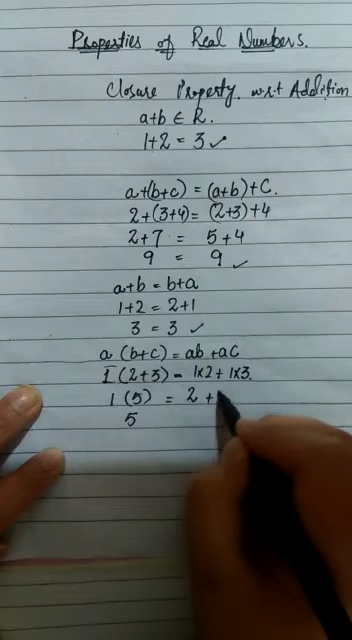 Properties of Real Numbers.
Closure Property. w.r.t Addition
a+b ∈ R.
1+2 = 3 ✓
a+(b+c) = (a+b)+C.
2+(3+4) = (2+3)+4
2+7 = 5+4
9 = 9 ✓
a+b = b+a
1+2 = 2+1
3 = 3 ✓
a (b+c) = ab +ac
1 (2+3) = 1x2 + 1x3.
1 (5) = 2 +
5